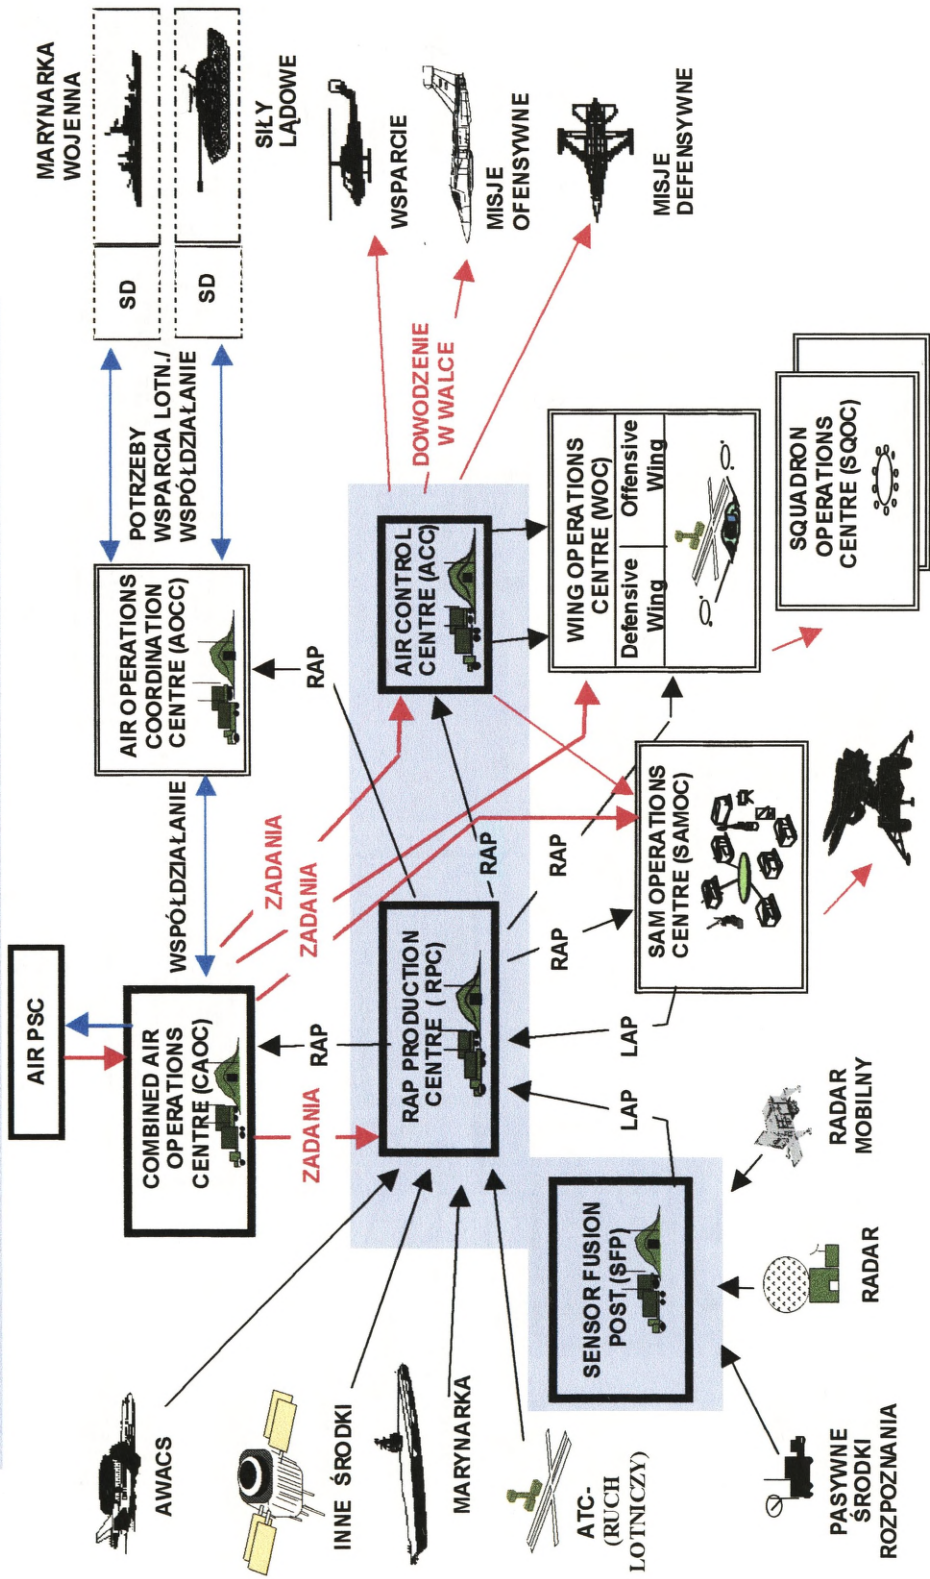 AIR PSC
MARYNARKA
WOJENNA
SD
SD
SIŁY
LĄDOWE
COMBINED AIR
OPERATIONS
CENTRE (CAOC)
WSPÓŁDZIAŁANIE
AIR OPERATIONS
COORDINATION
CENTRE (AOCC)
POTRZEBY
WSPARCIA LOTN./
WSPÓŁDZIAŁANIE
AWACS
INNE ŚRODKI
MARYNARKA
ATC-
(RUCH
LOTNICZY)
ZADANIA
RAP
ZADANIA
ZADANIA
RAP
WSPARCIE
MISJE
OFENSYWNE
MISJE
DEFENSYWNE
DOWODZENIE
W WALCE
RAP PRODUCTION
CENTRE ( RPC)
RAP
AIR CONTROL
CENTRE (ACC)
SENSOR FUSION
POST (SFP)
LAP
LAP
RAP
RAP
SAM OPERATIONS
CENTRE (SAMOC)
WING OPERATIONS
CENTRE (WOC)
Defensive
Wing
Offensive
Wing
SQUADRON
OPERATIONS
CENTRE (SQOC)
PASYWNE
ŚRODKI
ROZPOZNANIA
RADAR
RADAR
MOBILNY